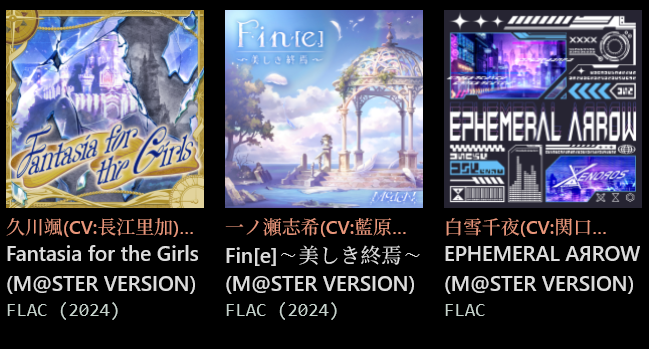 Fantasia for
the Girls
久川颯(CV:長江里加)...
Fantasia for the Girls
(M@STER VERSION)
FLAC (2024)
Fin[e]
～美しき終焉～
一ノ瀬志希(CV:藍原...
Fin[e]～美しき終焉～
(M@STER VERSION)
FLAC (2024)
XXXX
EPHEMERAL AЯROW
XENOROS
白雪千夜(CV:関口...
EPHEMERAL AЯROW
(M@STER VERSION)
FLAC